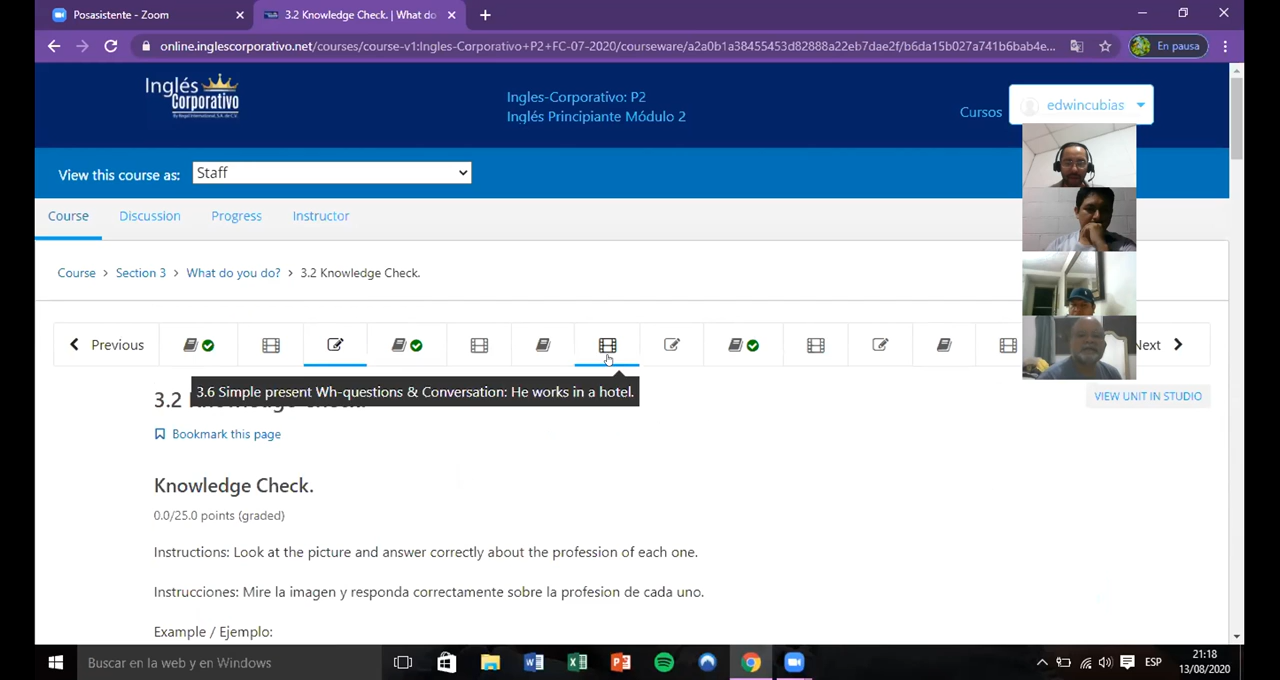 Posasistente - Zoom
3.2 Knowledge Check. | What do
online.inglescorporativo.net/courses/course-v1:Ingles-Corporativo+P2+FC-07-2020/courseware/a2a0b1a38455453d82888a22eb7dae2f/b6da15b027a741b6bab4e...
En pausa
Inglés
Corporativo
Ingles-Corporativo: P2
Inglés Principiante Módulo 2
Cursos
edwincubias
View this course as:
Staff
Course
Discussion
Progress
Instructor
Course > Section 3 > What do you do? > 3.2 Knowledge Check.
Previous
Next
3.6 Simple present Wh-questions & Conversation: He works in a hotel.
3.2
VIEW UNIT IN STUDIO
Bookmark this page
Knowledge Check.
0.0/25.0 points (graded)
Instructions: Look at the picture and answer correctly about the profession of each one.
Instrucciones: Mire la imagen y responda correctamente sobre la profesion de cada uno.
Example / Ejemplo:
Buscar en la web y en Windows
ESP
21:18
13/08/2020